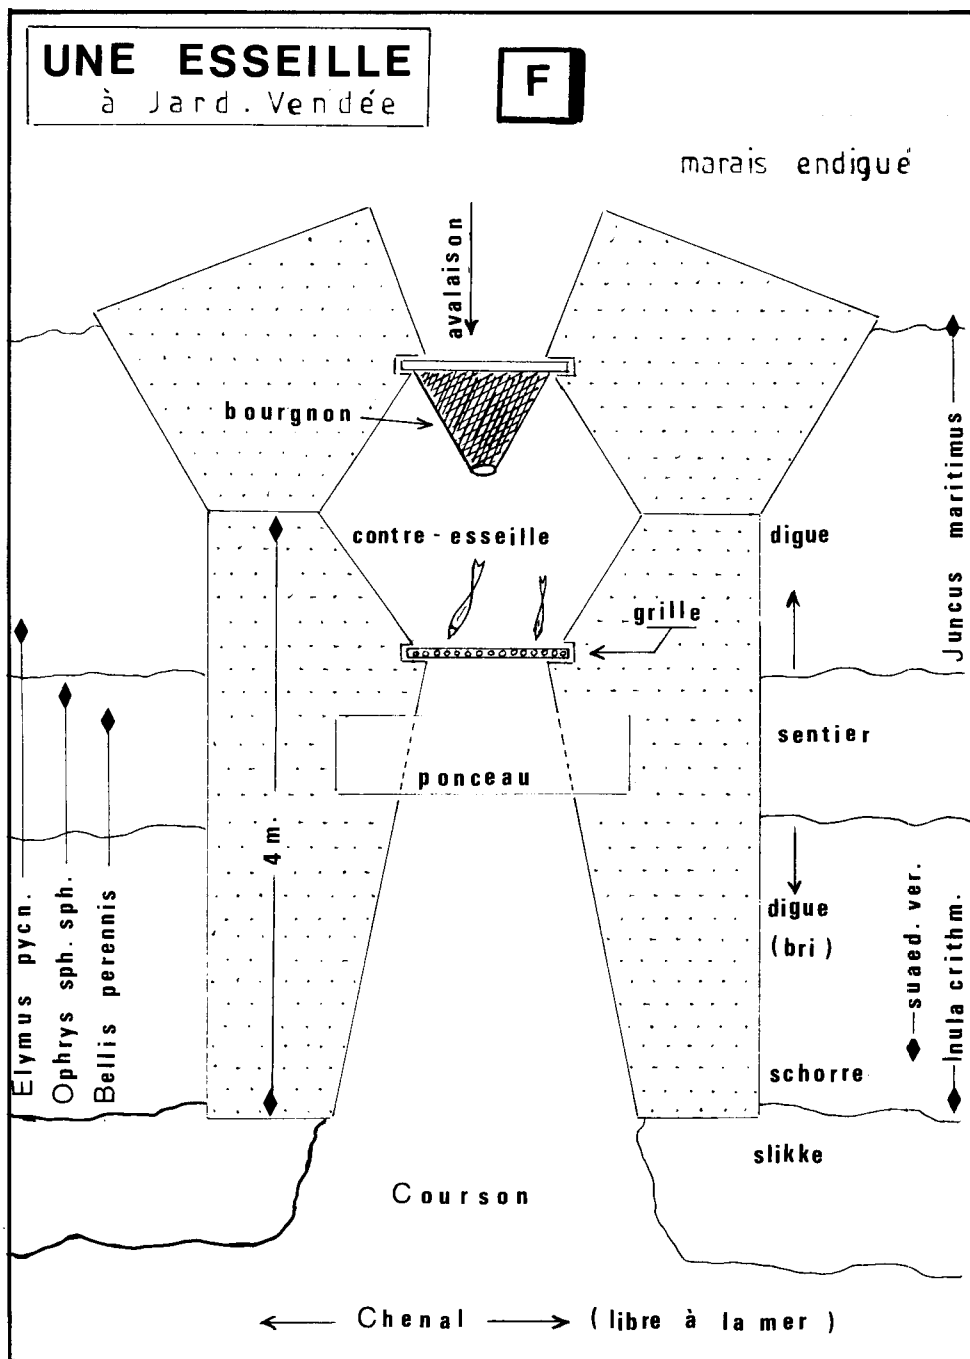 UNE ESSEILLE
à Jard. Vendée
F
marais endigué
avalaison
bourgnon
contre-esseille
digue
grille
Juncus maritimus
sentier
ponceau
4 m.
digue
(bri)
Elymus pycn.
Ophrys sph. sph.
Bellis perennis
suaed. ver.
Inula crithm.
schorre
slikke
Courson
Chenal (libre à la mer)